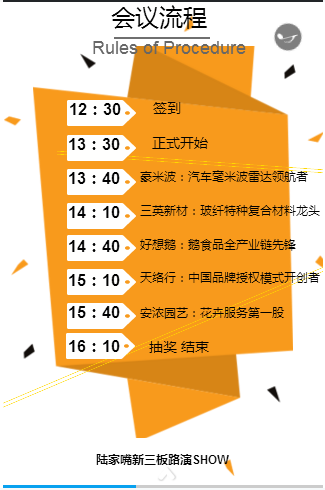 会议流程
Rules of Procedure
12：30 签到
13：30 正式开始
13：40 豪米波：汽车毫米波雷达领航者
14：10 三英新材：玻纤特种复合材料龙头
14：40 好想鹅：鹅食品全产业链先锋
15：10 天络行：中国品牌授权模式开创者
15：40 安浓园艺：花卉服务第一股
16：10 抽奖 结束
陆家嘴新三板路演SHOW